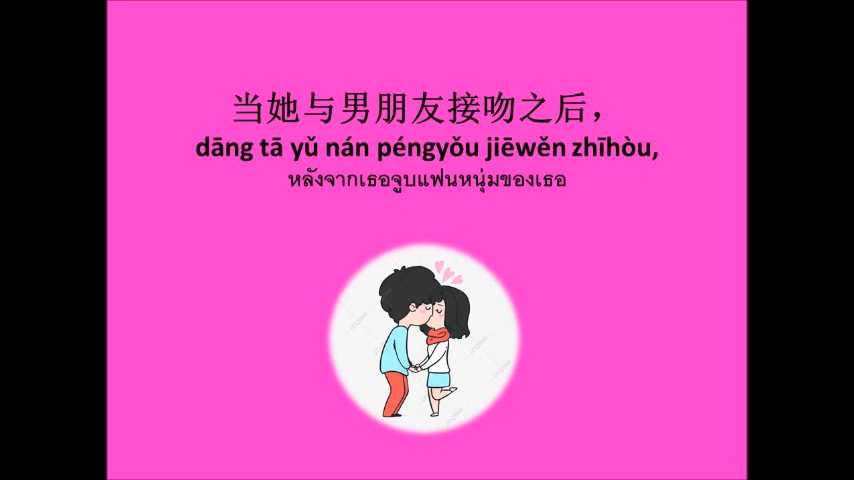 当她与男朋友接吻之后，
dāng tā yǔ nán péngyǒu jiēwěn zhīhòu,
หลังจากเธอจูบแฟนหนุ่มของเธอ